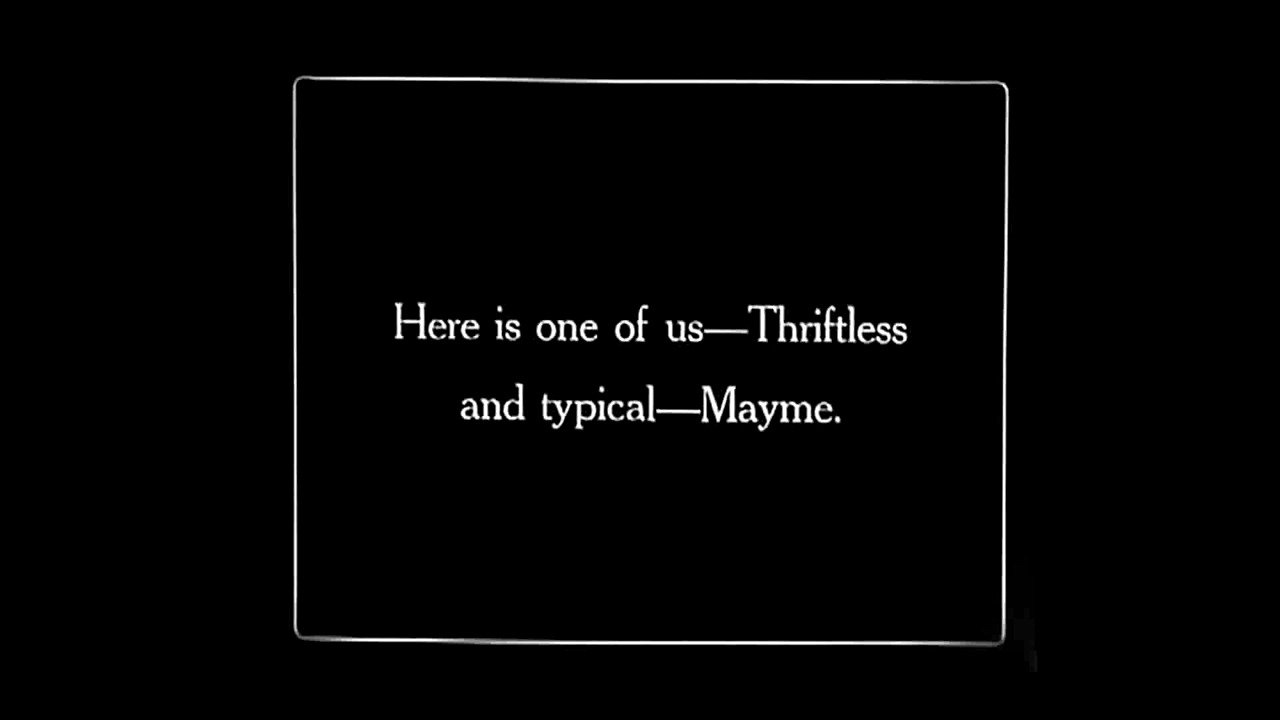 Here is one of us—Thriftless
and typical—Mayme.